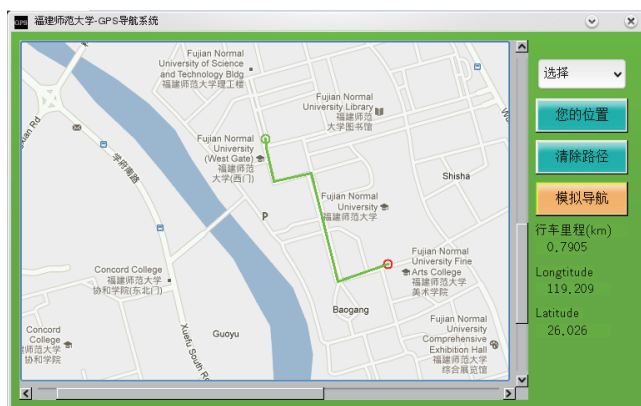 GPS 福建师范大学-GPS导航系统
Fujian Normal
University of Science
and Technology Bldg
福建师范大学理工楼
Fujian Normal
University Library
福建师范
大学图书馆
Fujian Normal
University
(West Gate)
福建师范
大学(西门)
学府南路
Shisha
Fujian Normal
University
福建师范大学
P
Fujian Normal
University Fine
Arts College
福建师范大学
美术学院
Concord College
福建师范大学
协和学院(东北门)
Baogang
Guoyu
Xuefu South Rd
Concord
College
师范大学
协和学院
Fujian Normal
University
Comprehensive
Exhibition Hall
福建师范大学
综合展览馆
选择
您的位置
清除路径
模拟导航
行车里程(km)
0.7905
Longtitude
119.209
Latitude
26.026